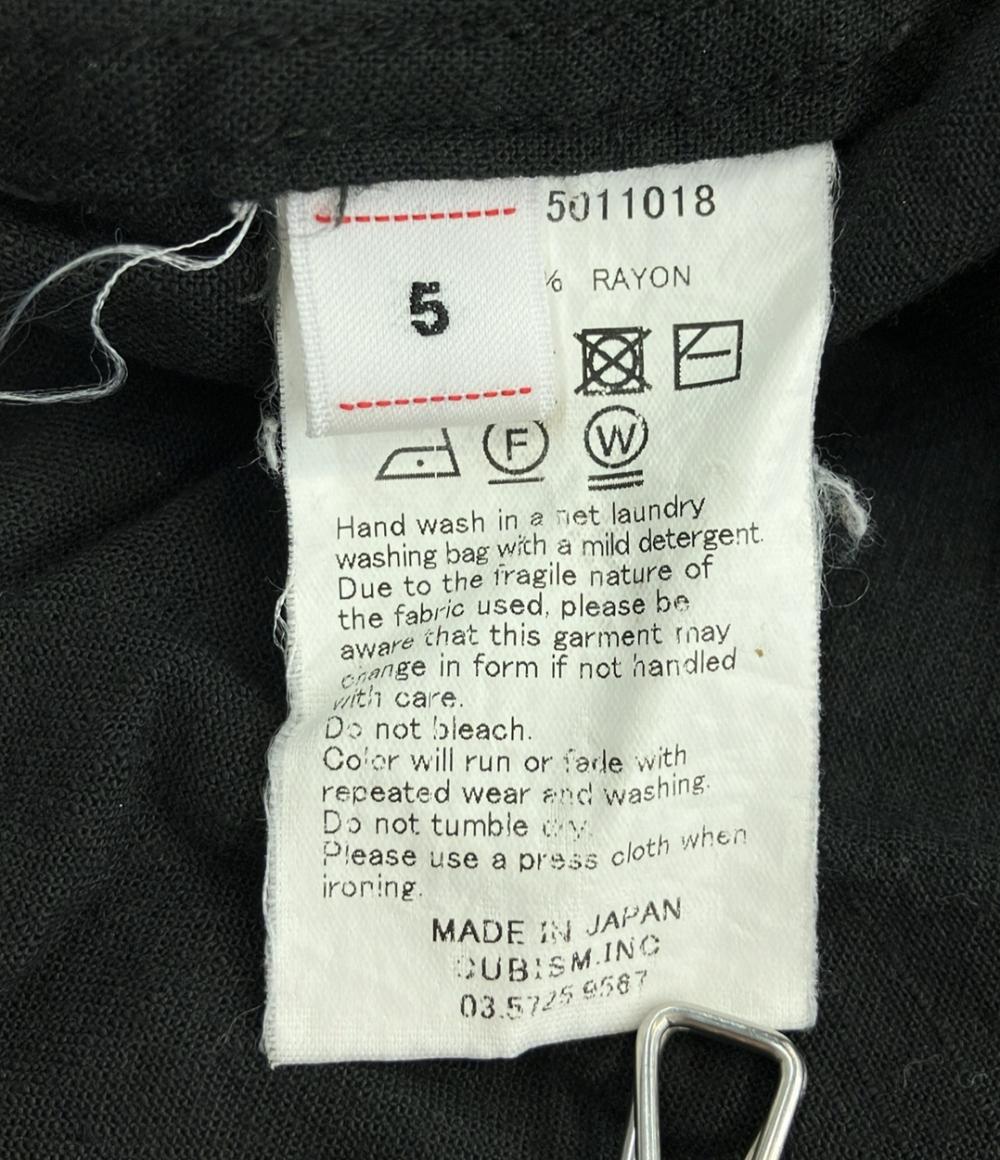 5011018
5
% RAYON
F
W
Hand wash in a net laundry
washing bag with a mild detergent.
Due to the fragile nature of
the fabric used, please be
aware that this garment may
change in form if not handled
with care.
Do not bleach.
Color will run or fade with
repeated wear and washing.
Do not tumble dry.
Please use a press cloth when
ironing.
MADE IN JAPAN
CUBISM.INC
03.5725 9587